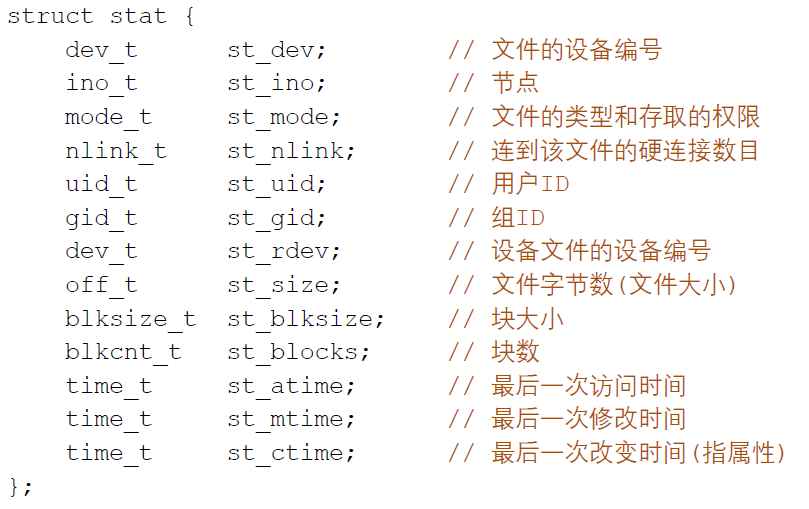 struct stat {
    dev_t      st_dev;        // 文件的设备编号
    ino_t      st_ino;        // 节点
    mode_t     st_mode;       // 文件的类型和存取的权限
    nlink_t    st_nlink;      // 连到该文件的硬连接数目
    uid_t      st_uid;        // 用户ID
    gid_t      st_gid;        // 组ID
    dev_t      st_rdev;       // 设备文件的设备编号
    off_t      st_size;       // 文件字节数(文件大小)
    blksize_t  st_blksize;    // 块大小
    blkcnt_t   st_blocks;     // 块数
    time_t     st_atime;      // 最后一次访问时间
    time_t     st_mtime;      // 最后一次修改时间
    time_t     st_ctime;      // 最后一次改变时间(指属性)
};